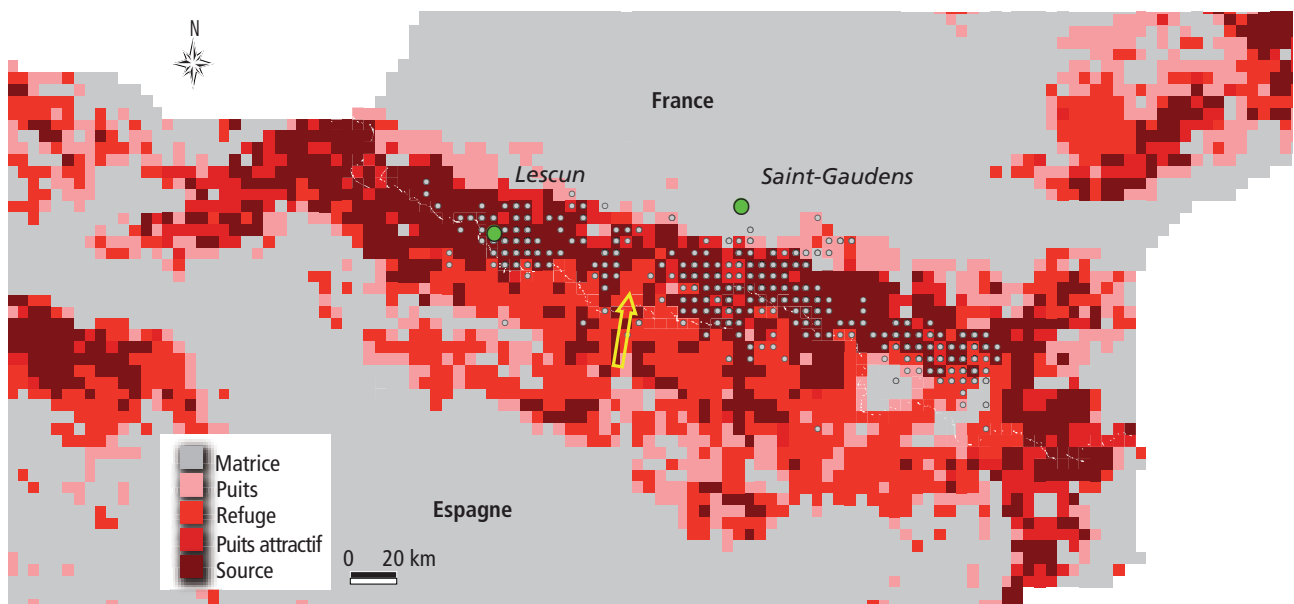 N
France
Lescun
Saint-Gaudens
Matrice
Puits
Refuge
Puits attractif
Source
Espagne
0 20 km